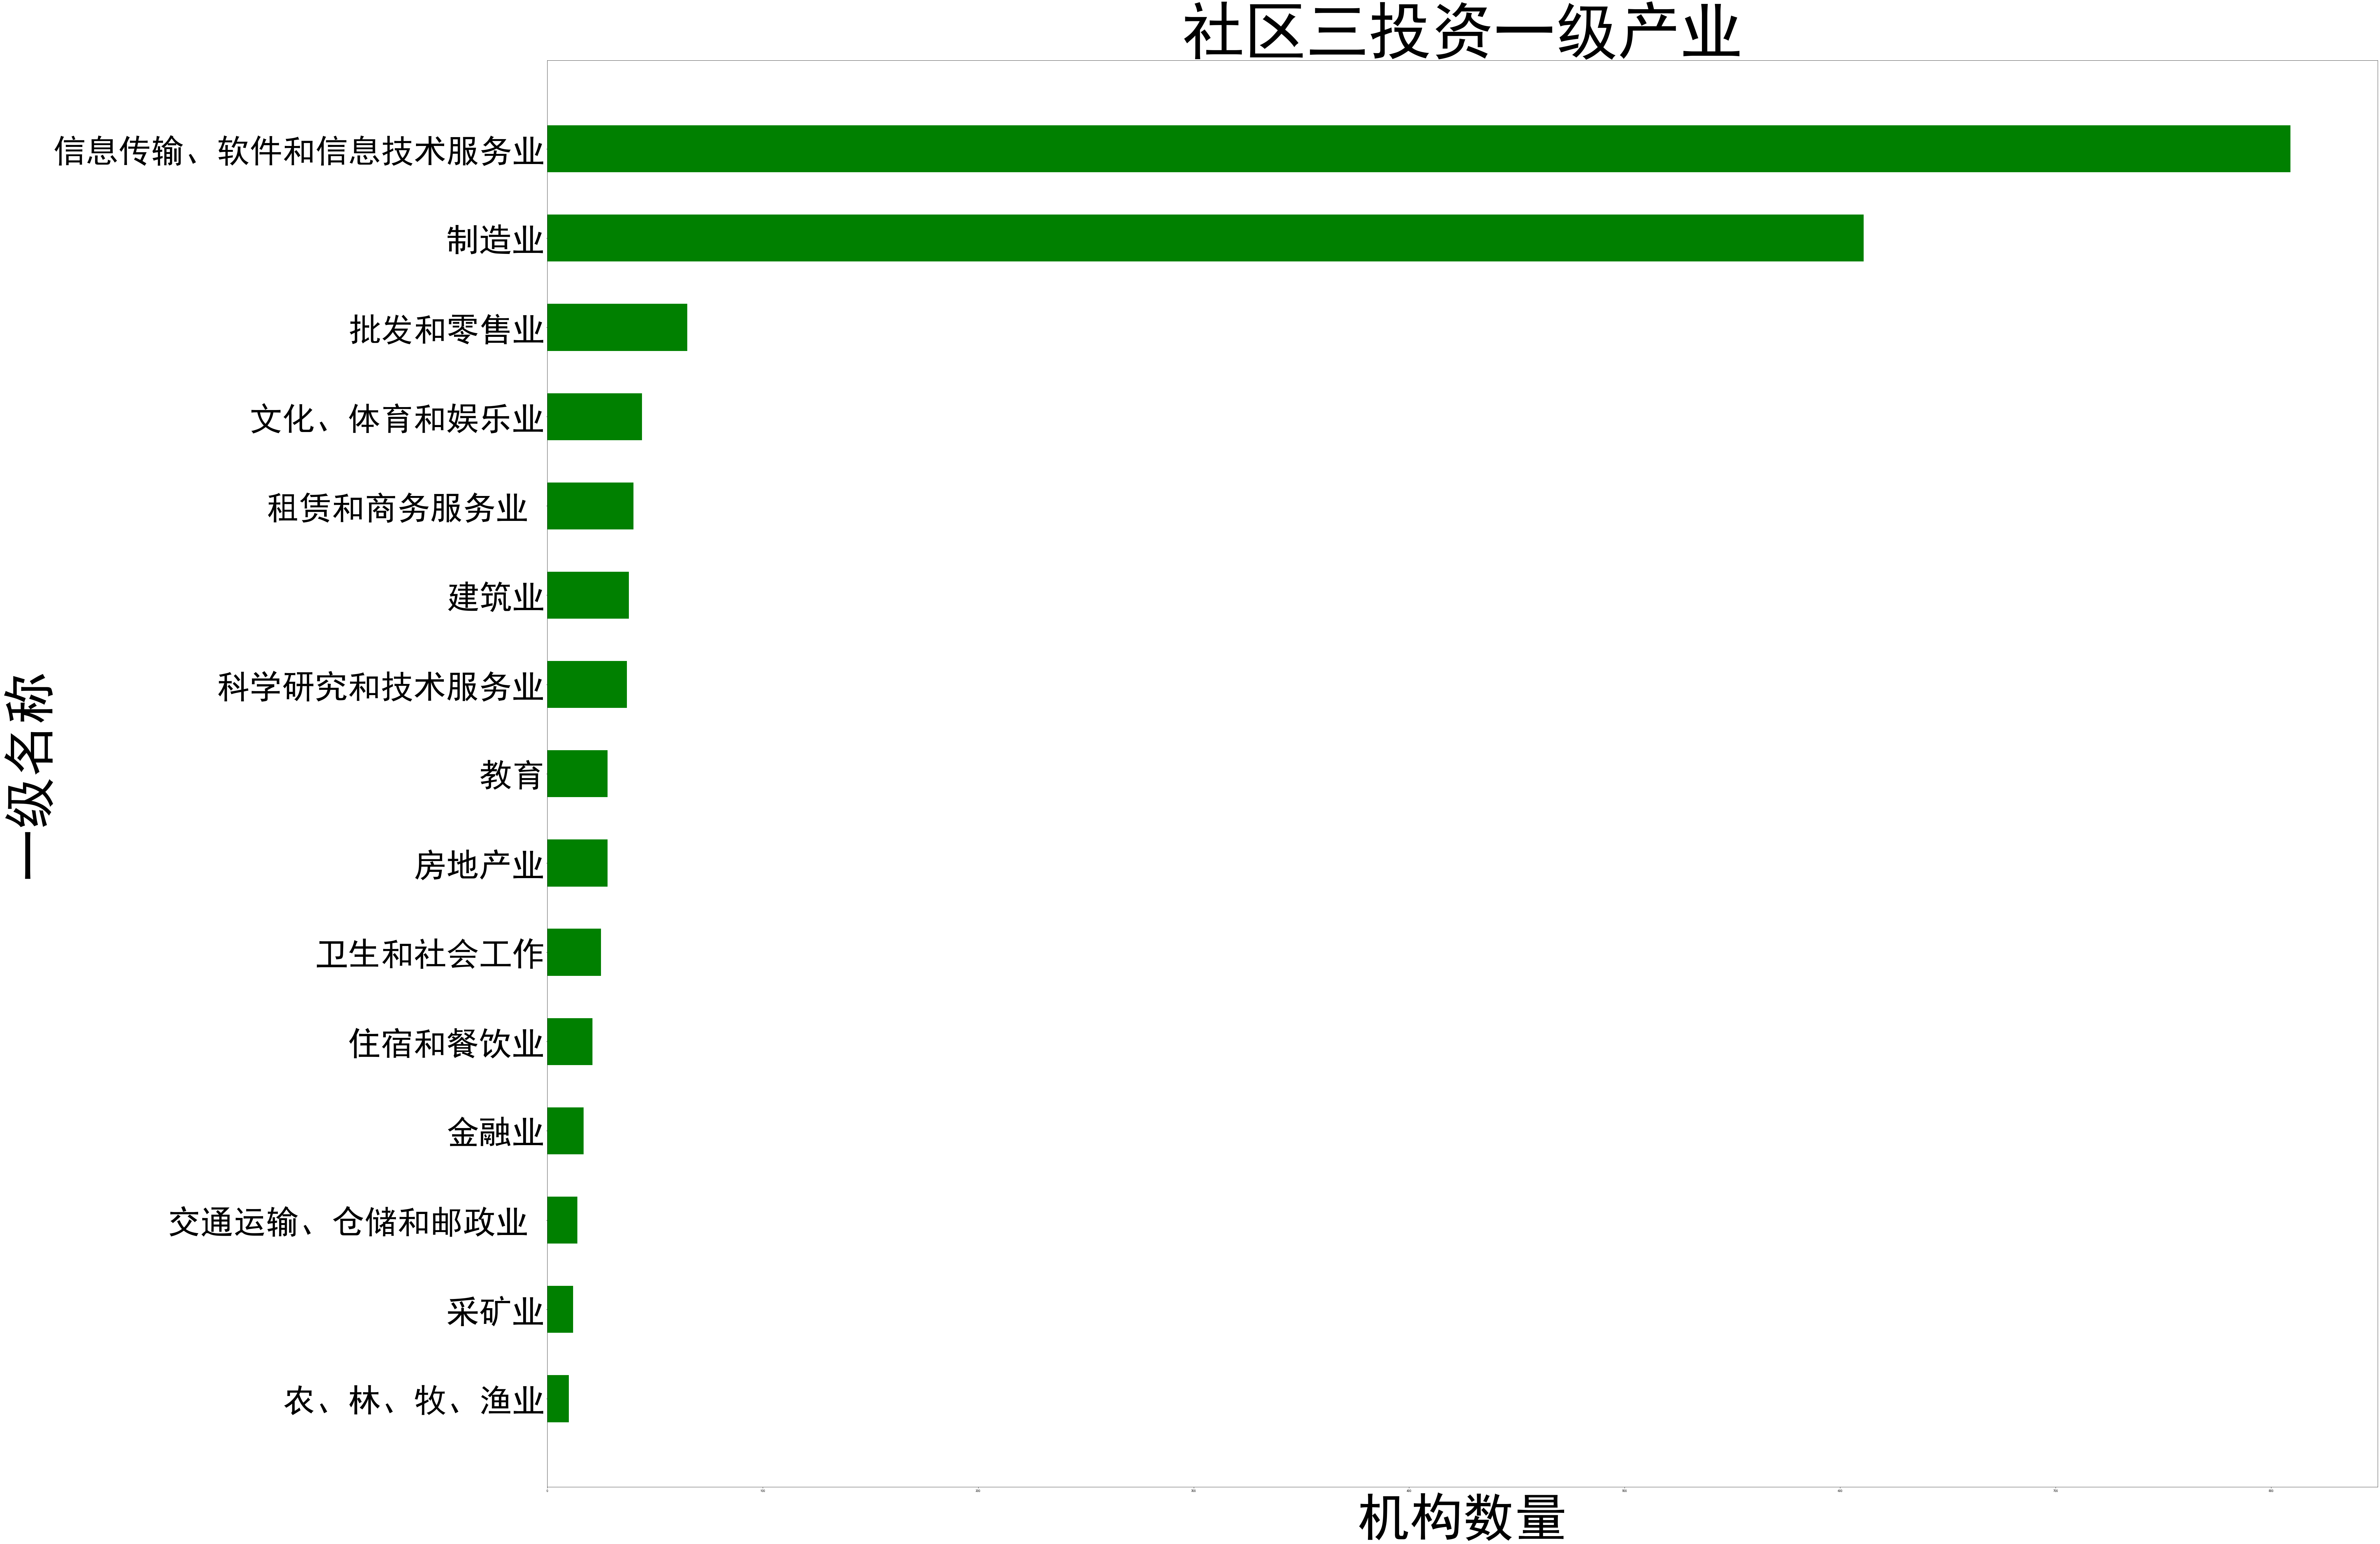 社区三投资一级产业
信息传输、软件和信息技术服务业
制造业
批发和零售业
文化、体育和娱乐业
租赁和商务服务业
建筑业
科学研究和技术服务业
教育
房地产业
卫生和社会工作
住宿和餐饮业
金融业
交通运输、仓储和邮政业
采矿业
农、林、牧、渔业
一级名称
机构数量